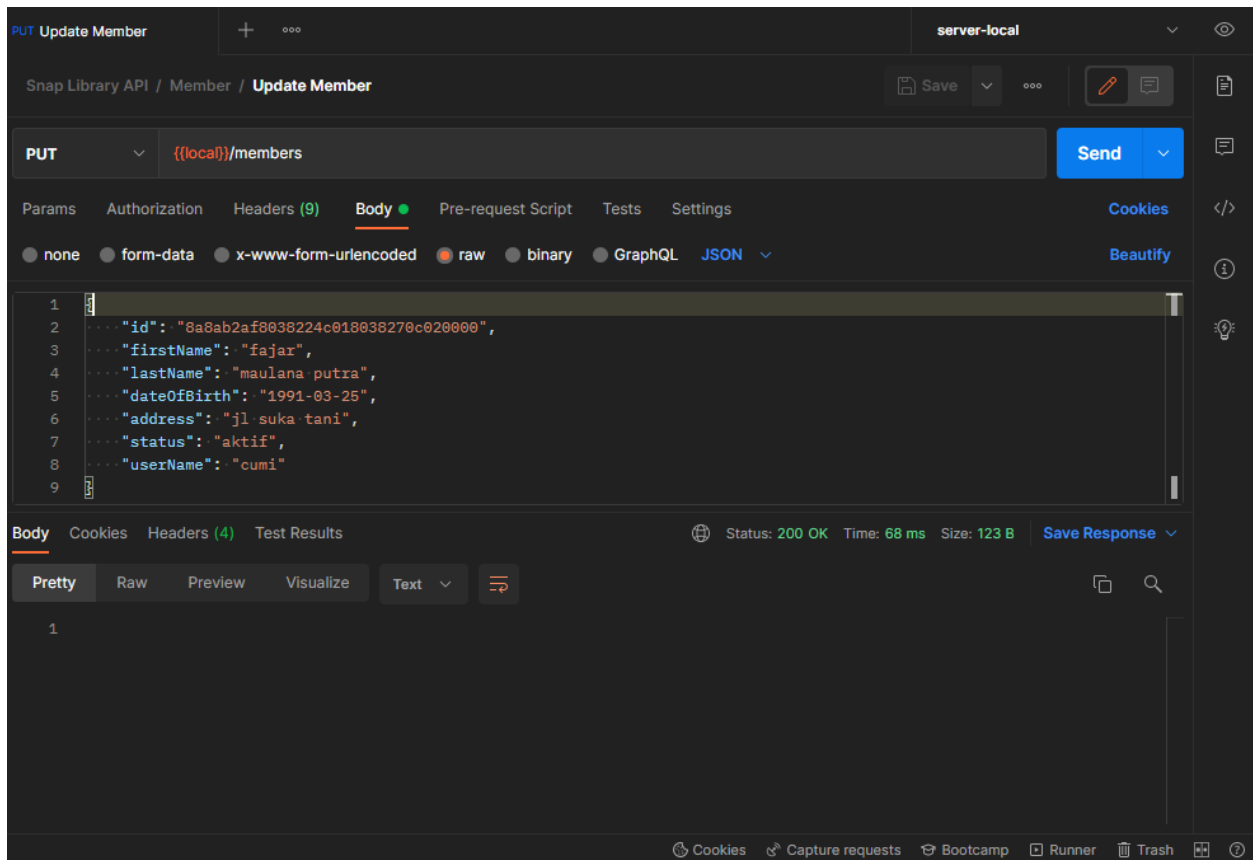 PUT Update Member
server-local
Snap Library API / Member / Update Member
Save
PUT {{local}}/members Send
Params Authorization Headers (9) Body Pre-request Script Tests Settings Cookies
none form-data x-www-form-urlencoded raw binary GraphQL JSON Beautify
1 {
2 "id": "8a8ab2af8038224c018038270c020000",
3 "firstName": "fajar",
4 "lastName": "maulana putra",
5 "dateOfBirth": "1991-03-25",
6 "address": "jl suka tani",
7 "status": "aktif",
8 "userName": "cumi"
9 }
Body Cookies Headers (4) Test Results Status: 200 OK Time: 68 ms Size: 123 B Save Response
Pretty Raw Preview Visualize Text
1
Cookies Capture requests Bootcamp Runner Trash